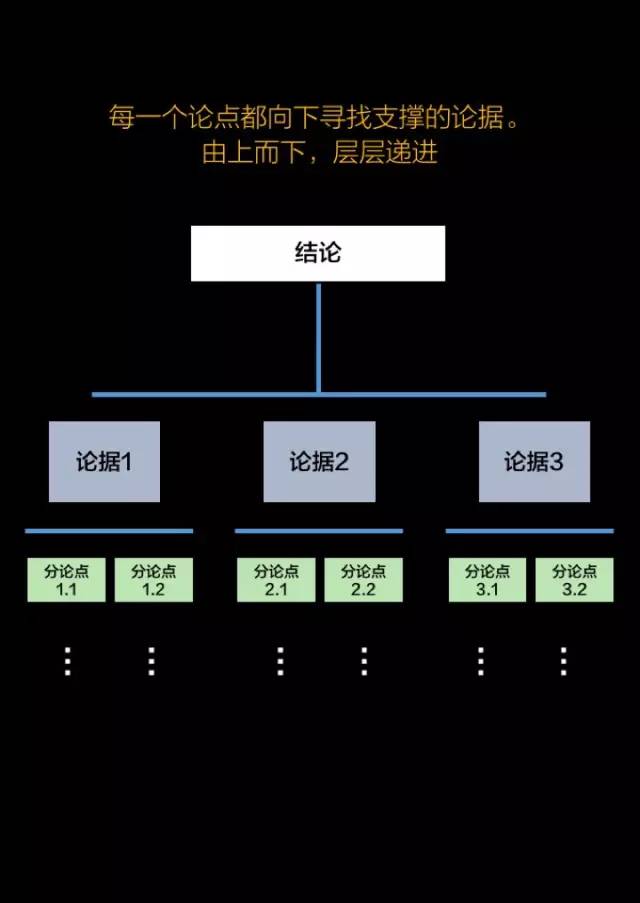 每一个论点都向下寻找支撑的论据。
由上而下，层层递进
结论
论据1
论据2
论据3
分论点
1.1
分论点
1.2
分论点
2.1
分论点
2.2
分论点
3.1
分论点
3.2